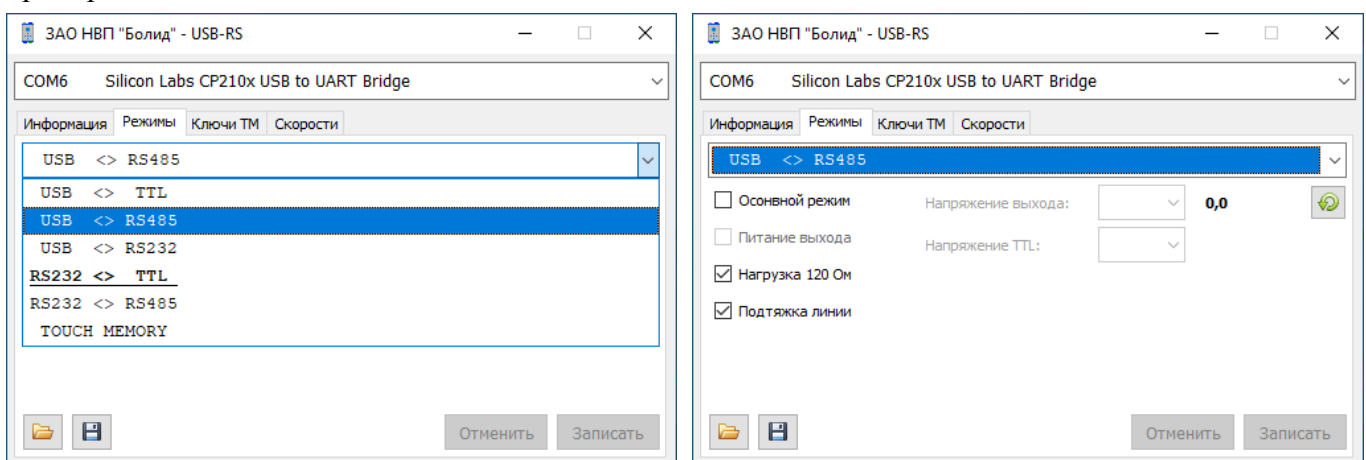 ЗАО НВП "Болид" - USB-RS
COM6 Silicon Labs CP210x USB to UART Bridge
Информация Режимы Ключи ТМ Скорости
USB <> RS485
USB <> TTL
USB <> RS485
USB <> RS232
RS232 <> TTL
RS232 <> RS485
TOUCH MEMORY
Отменить Записать
ЗАО НВП "Болид" - USB-RS
COM6 Silicon Labs CP210x USB to UART Bridge
Информация Режимы Ключи ТМ Скорости
USB <> RS485
Осонвной режим Напряжение выхода: 0,0
Питание выхода Напряжение TTL:
Нагрузка 120 Ом
Подтяжка линии
Отменить Записать